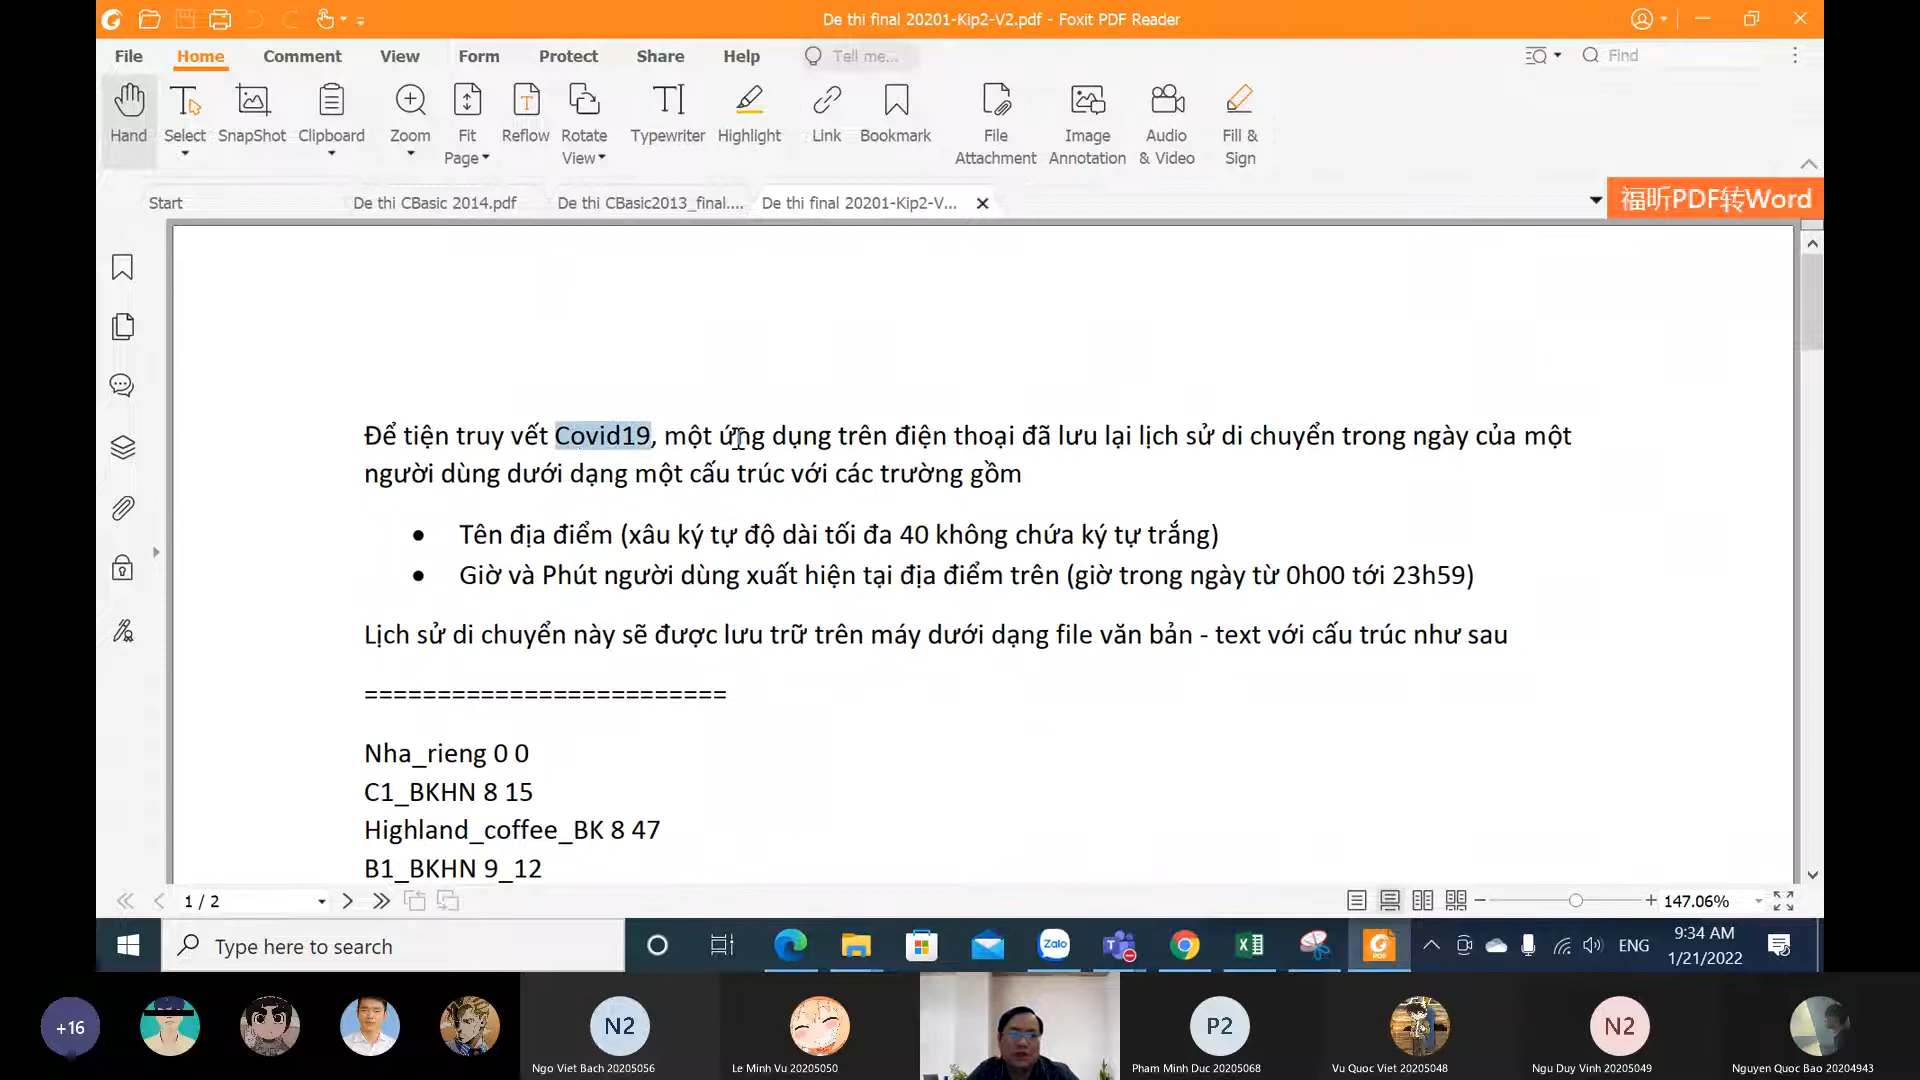 De thi final 20201-Kip2-V2.pdf - Foxit PDF Reader
File Home Comment View Form Protect Share Help Tell me... Find
Hand Select SnapShot Clipboard Zoom Fit Page Reflow Rotate View Typewriter Highlight Link Bookmark File Attachment Image Annotation Audio & Video Fill & Sign
Start De thi CBasic 2014.pdf De thi CBasic2013_final.... De thi final 20201-Kip2-V... 福昕PDF转Word
Để tiện truy vết Covid19, một ứng dụng trên điện thoại đã lưu lại lịch sử di chuyển trong ngày của một
người dùng dưới dạng một cấu trúc với các trường gồm
• Tên địa điểm (xâu ký tự độ dài tối đa 40 không chứa ký tự trắng)
• Giờ và Phút người dùng xuất hiện tại địa điểm trên (giờ trong ngày từ 0h00 tới 23h59)
Lịch sử di chuyển này sẽ được lưu trữ trên máy dưới dạng file văn bản - text với cấu trúc như sau
=========================
Nha_rieng 0 0
C1_BKHN 8 15
Highland_coffee_BK 8 47
B1_BKHN 9_12
1 / 2 147.06%
Type here to search Zalo ENG 9:34 AM
1/21/2022
+16 N2 P2 N2
Ngo Viet Bach 20205056 Le Minh Vu 20205050 Pham Minh Duc 20205068 Vu Quoc Viet 20205048 Ngu Duy Vinh 20205049 Nguyen Quoc Bao 20204943